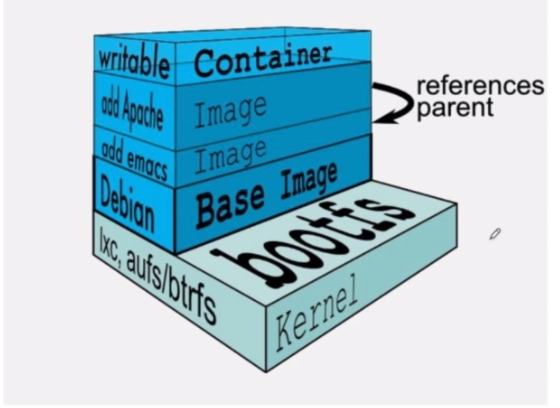 writable Container
add Apache Image
references
parent
add emacs Image
Debian Base Image
bootfs
lxc, aufs/btrfs
Kernel